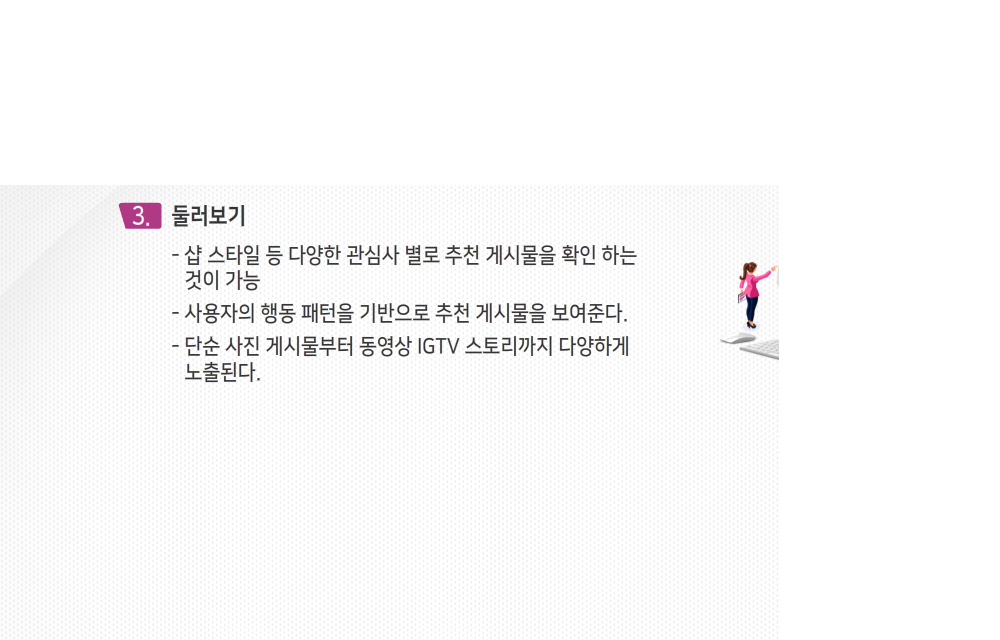 3. 둘러보기
- 샵 스타일 등 다양한 관심사 별로 추천 게시물을 확인 하는
것이 가능
- 사용자의 행동 패턴을 기반으로 추천 게시물을 보여준다.
- 단순 사진 게시물부터 동영상 IGTV 스토리까지 다양하게
노출된다.